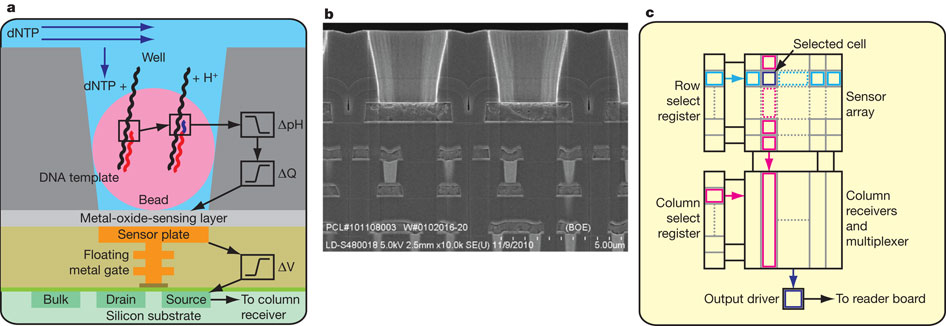 a
dNTP
Well
dNTP +
+ H⁺
ΔpH
ΔQ
DNA template
Bead
Metal-oxide-sensing layer
Sensor plate
Floating
metal gate
ΔV
Bulk
Drain
Source
To column
receiver
Silicon substrate
b
PCL#101108003 W#0102016-20 (BOE)
LD-S480018 5.0kV 2.5mm x10.0k SE(U) 11/9/2010 5.00um
c
Selected cell
Row
select
register
Sensor
array
Column
select
register
Column
receivers
and
multiplexer
Output driver
To reader board